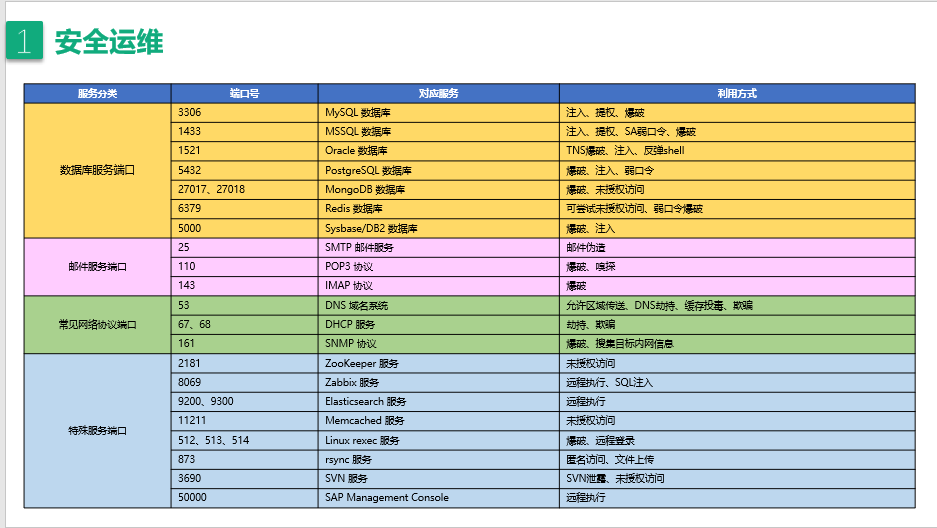 1 安全运维
服务分类 端口号 对应服务 利用方式
数据库服务端口
3306 MySQL 数据库 注入、提权、爆破
1433 MSSQL 数据库 注入、提权、SA弱口令、爆破
1521 Oracle 数据库 TNS爆破、注入、反弹shell
5432 PostgreSQL 数据库 爆破、注入、弱口令
27017、27018 MongoDB 数据库 爆破、未授权访问
6379 Redis 数据库 可尝试未授权访问、弱口令爆破
5000 Sysbase/DB2 数据库 爆破、注入
邮件服务端口
25 SMTP 邮件服务 邮件伪造
110 POP3 协议 爆破、嗅探
143 IMAP 协议 爆破
常见网络协议端口
53 DNS 域名系统 允许区域传送、DNS劫持、缓存投毒、欺骗
67、68 DHCP 服务 劫持、欺骗
161 SNMP 协议 爆破、搜集目标内网信息
特殊服务端口
2181 ZooKeeper 服务 未授权访问
8069 Zabbix 服务 远程执行、SQL注入
9200、9300 Elasticsearch 服务 远程执行
11211 Memcached 服务 未授权访问
512、513、514 Linux rexec 服务 爆破、远程登录
873 rsync 服务 匿名访问、文件上传
3690 SVN 服务 SVN泄露、未授权访问
50000 SAP Management Console 远程执行